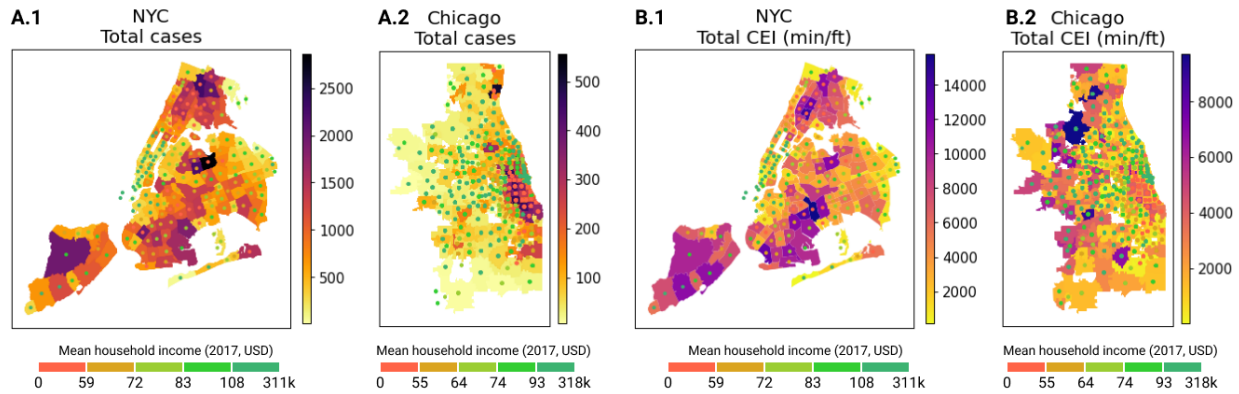 A.1 NYC
Total cases
2500
2000
1500
1000
500
Mean household income (2017, USD)
0 59 72 83 108 311k
A.2 Chicago
Total cases
500
400
300
200
100
Mean household income (2017, USD)
0 55 64 74 93 318k
B.1 NYC
Total CEI (min/ft)
14000
12000
10000
8000
6000
4000
2000
Mean household income (2017, USD)
0 59 72 83 108 311k
B.2 Chicago
Total CEI (min/ft)
8000
6000
4000
2000
Mean household income (2017, USD)
0 55 64 74 93 318k